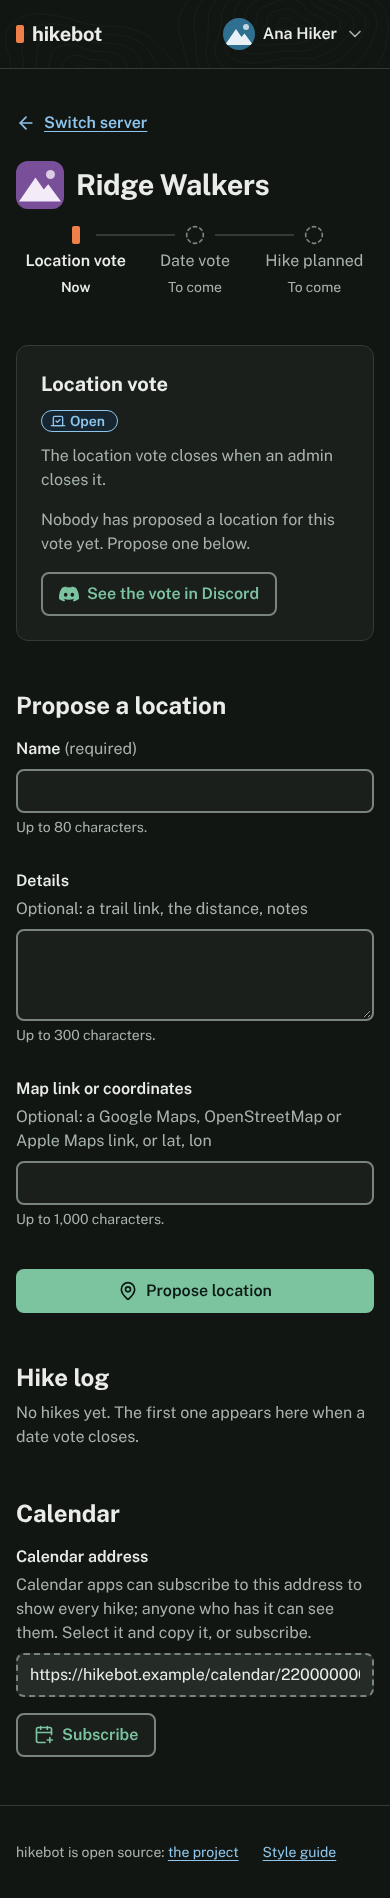 hikebot
Ana Hiker
Switch server
Ridge Walkers
Location vote
Date vote
Hike planned
Now
To come
To come
Location vote
Open
The location vote closes when an admin
closes it.
Nobody has proposed a location for this
vote yet. Propose one below.
See the vote in Discord
Propose a location
Name (required)
Up to 80 characters.
Details
Optional: a trail link, the distance, notes
Up to 300 characters.
Map link or coordinates
Optional: a Google Maps, OpenStreetMap or
Apple Maps link, or lat, lon
Up to 1,000 characters.
Propose location
Hike log
No hikes yet. The first one appears here when a
date vote closes.
Calendar
Calendar address
Calendar apps can subscribe to this address to
show every hike; anyone who has it can see
them. Select it and copy it, or subscribe.
https://hikebot.example/calendar/22000000
Subscribe
hikebot is open source: the project
Style guide